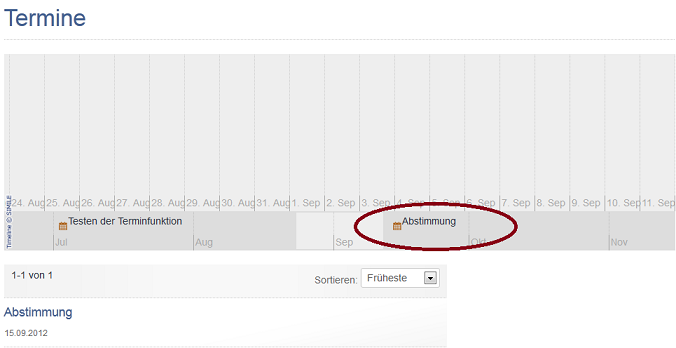 Termine
24. Aug 25. Aug 26. Aug 27. Aug 28. Aug 29. Aug 30. Aug 31. Aug 1. Sep 2. Sep 3. Sep 4. Sep 5. Sep 6. Sep 7. Sep 8. Sep 9. Sep 10. Sep 11. Sep
Timeline © SIMILE
Testen der Terminfunktion Abstimmung
Jul Aug Sep Okt Nov
1-1 von 1
Sortieren: Früheste
Abstimmung
15.09.2012